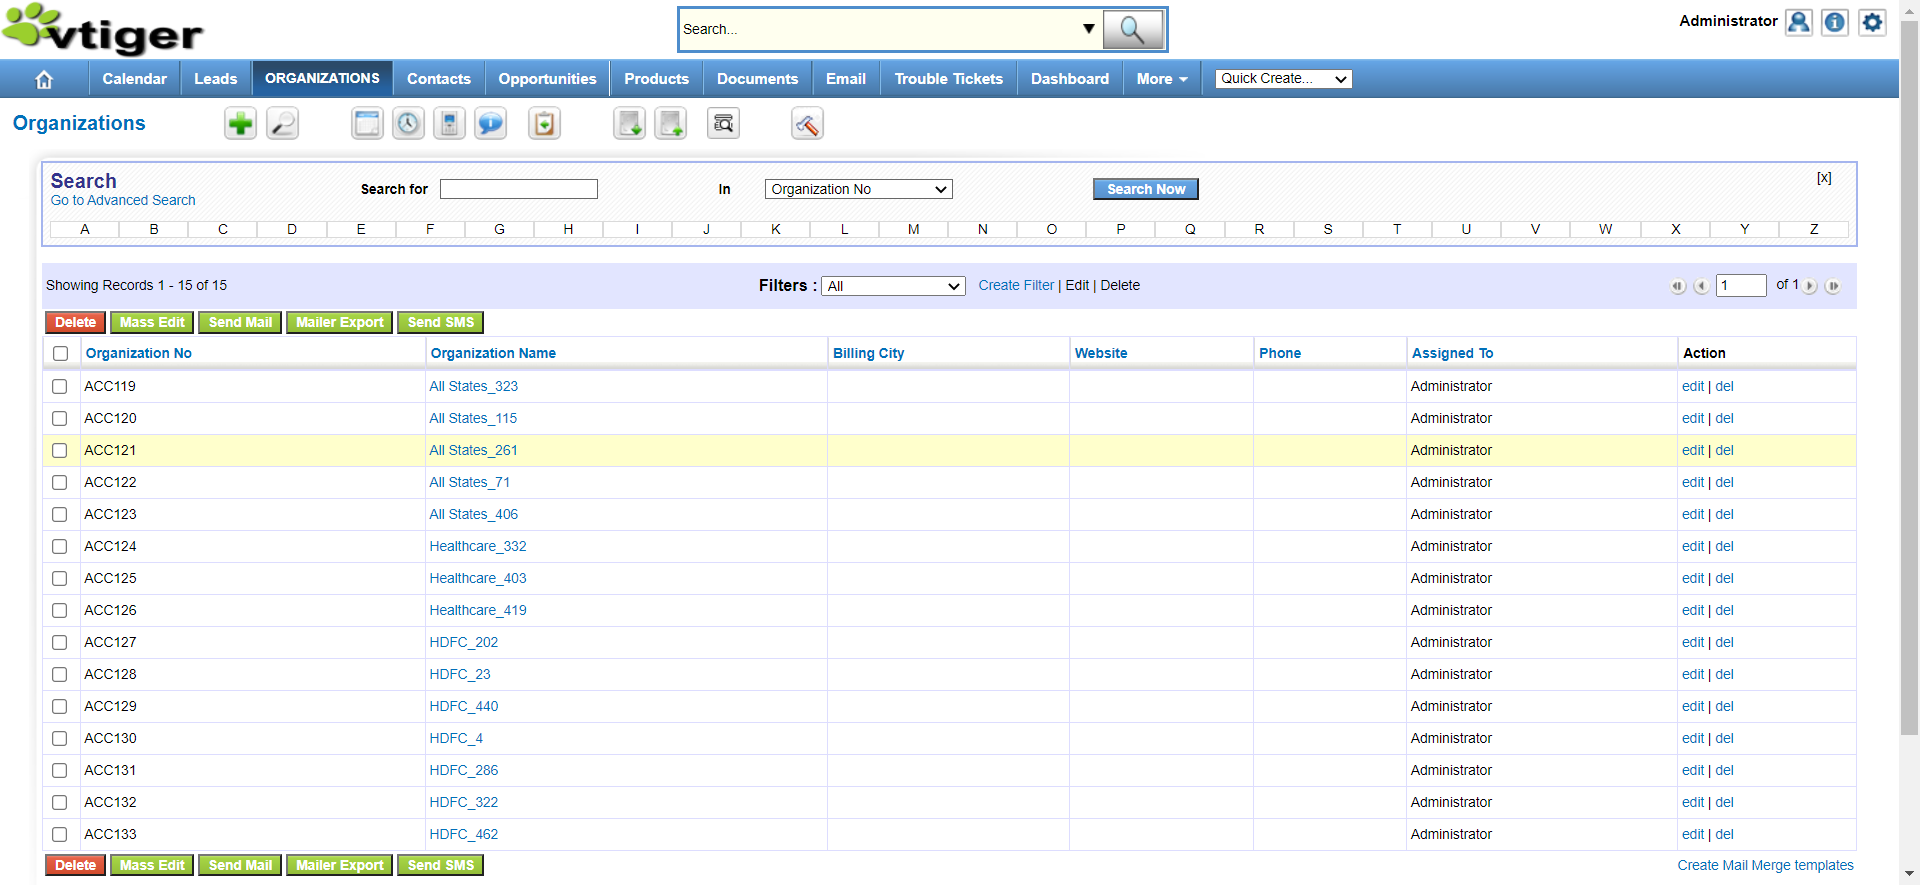 vtiger
Search...
Administrator
Calendar Leads ORGANIZATIONS Contacts Opportunities Products Documents Email Trouble Tickets Dashboard More Quick Create...
Organizations
Search
Go to Advanced Search
Search for In Organization No Search Now [x]
A B C D E F G H I J K L M N O P Q R S T U V W X Y Z
Showing Records 1 - 15 of 15 Filters : All Create Filter | Edit | Delete 1 of 1
Delete Mass Edit Send Mail Mailer Export Send SMS
Organization No Organization Name Billing City Website Phone Assigned To Action
ACC119 All States_323 Administrator edit | del
ACC120 All States_115 Administrator edit | del
ACC121 All States_261 Administrator edit | del
ACC122 All States_71 Administrator edit | del
ACC123 All States_406 Administrator edit | del
ACC124 Healthcare_332 Administrator edit | del
ACC125 Healthcare_403 Administrator edit | del
ACC126 Healthcare_419 Administrator edit | del
ACC127 HDFC_202 Administrator edit | del
ACC128 HDFC_23 Administrator edit | del
ACC129 HDFC_440 Administrator edit | del
ACC130 HDFC_4 Administrator edit | del
ACC131 HDFC_286 Administrator edit | del
ACC132 HDFC_322 Administrator edit | del
ACC133 HDFC_462 Administrator edit | del
Delete Mass Edit Send Mail Mailer Export Send SMS Create Mail Merge templates